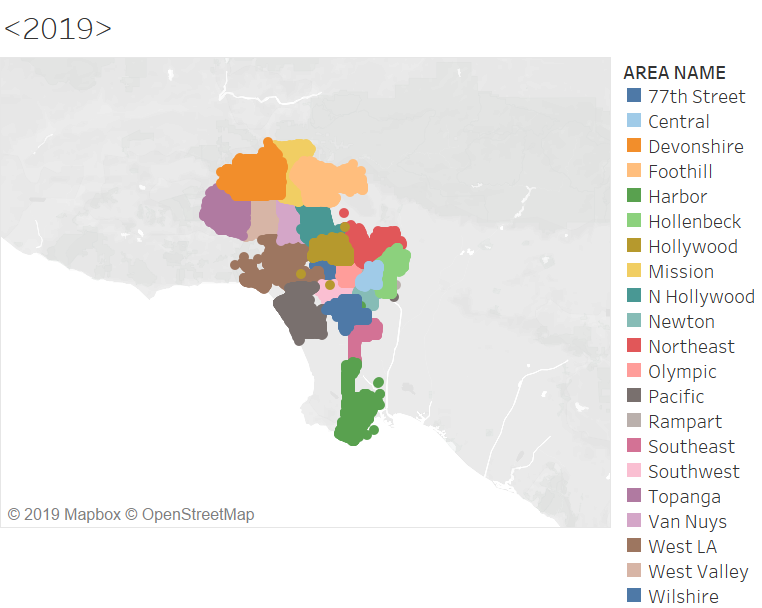 <2019>
AREA NAME
77th Street
Central
Devonshire
Foothill
Harbor
Hollenbeck
Hollywood
Mission
N Hollywood
Newton
Northeast
Olympic
Pacific
Rampart
Southeast
Southwest
Topanga
Van Nuys
West LA
West Valley
Wilshire
© 2019 Mapbox © OpenStreetMap